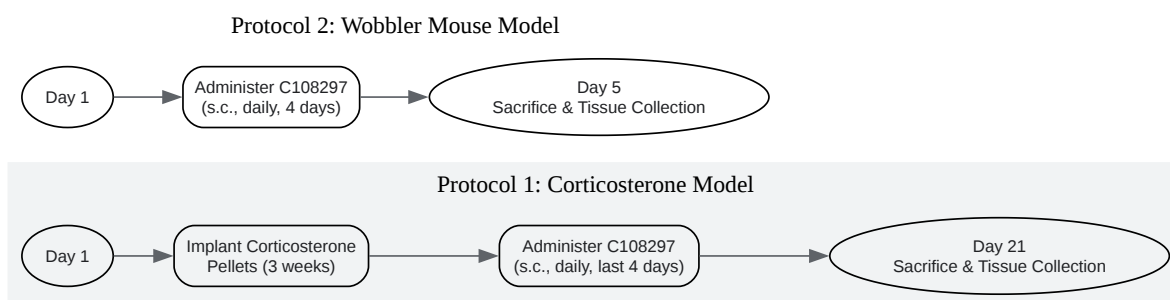 Protocol 2: Wobbler Mouse Model
Day 1
Administer C108297
(s.c., daily, 4 days)
Day 5
Sacrifice & Tissue Collection
Protocol 1: Corticosterone Model
Day 1
Implant Corticosterone
Pellets (3 weeks)
Administer C108297
(s.c., daily, last 4 days)
Day 21
Sacrifice & Tissue Collection